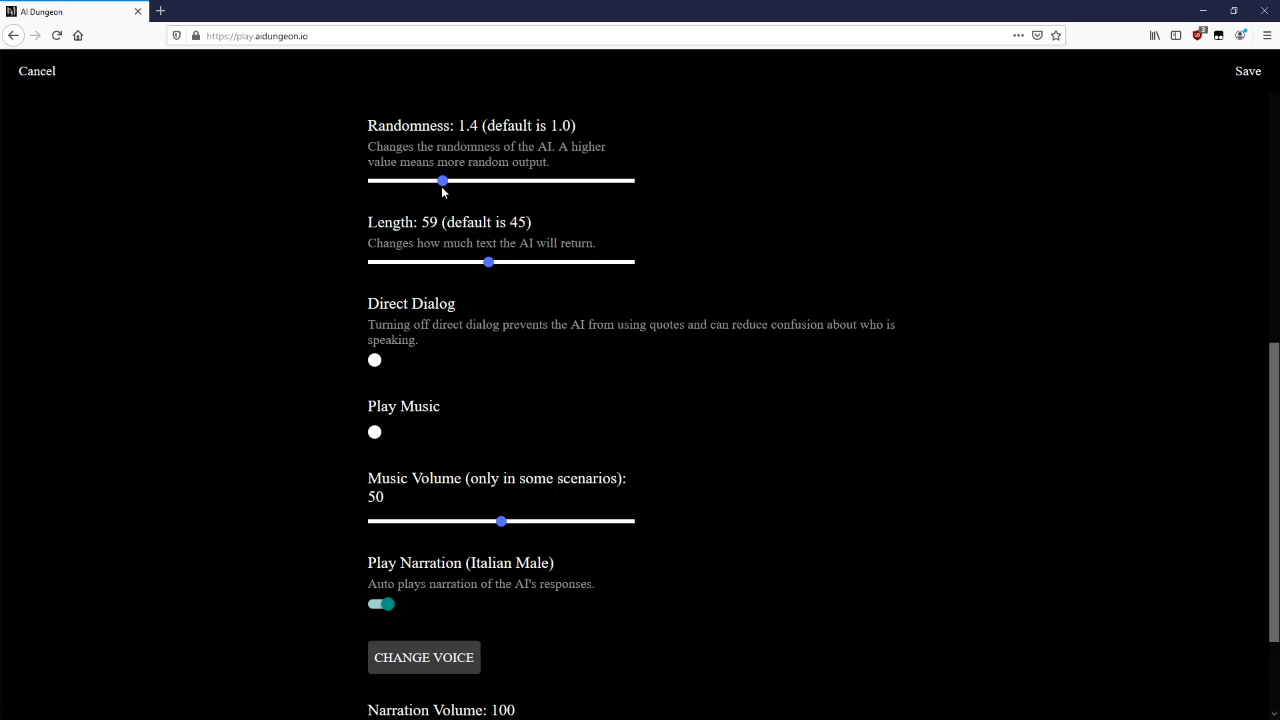 AI Dungeon
https://play.aidungeon.io
Cancel
Save
Randomness: 1.4 (default is 1.0)
Changes the randomness of the AI. A higher
value means more random output.
Length: 59 (default is 45)
Changes how much text the AI will return.
Direct Dialog
Turning off direct dialog prevents the AI from using quotes and can reduce confusion about who is
speaking.
Play Music
Music Volume (only in some scenarios):
50
Play Narration (Italian Male)
Auto plays narration of the AI's responses.
CHANGE VOICE
Narration Volume: 100